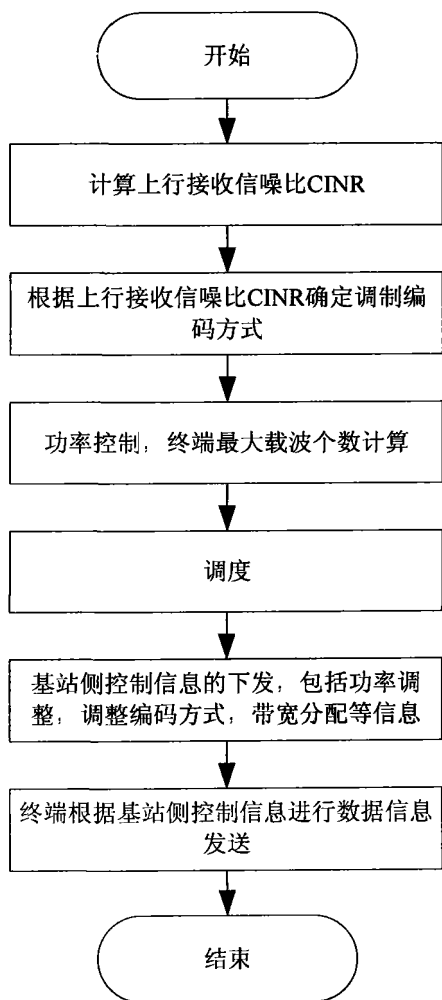 开始
计算上行接收信噪比CINR
根据上行接收信噪比CINR确定调制编
码方式
功率控制，终端最大载波个数计算
调度
基站侧控制信息的下发，包括功率调
整，调整编码方式，带宽分配等信息
终端根据基站侧控制信息进行数据信息
发送
结束